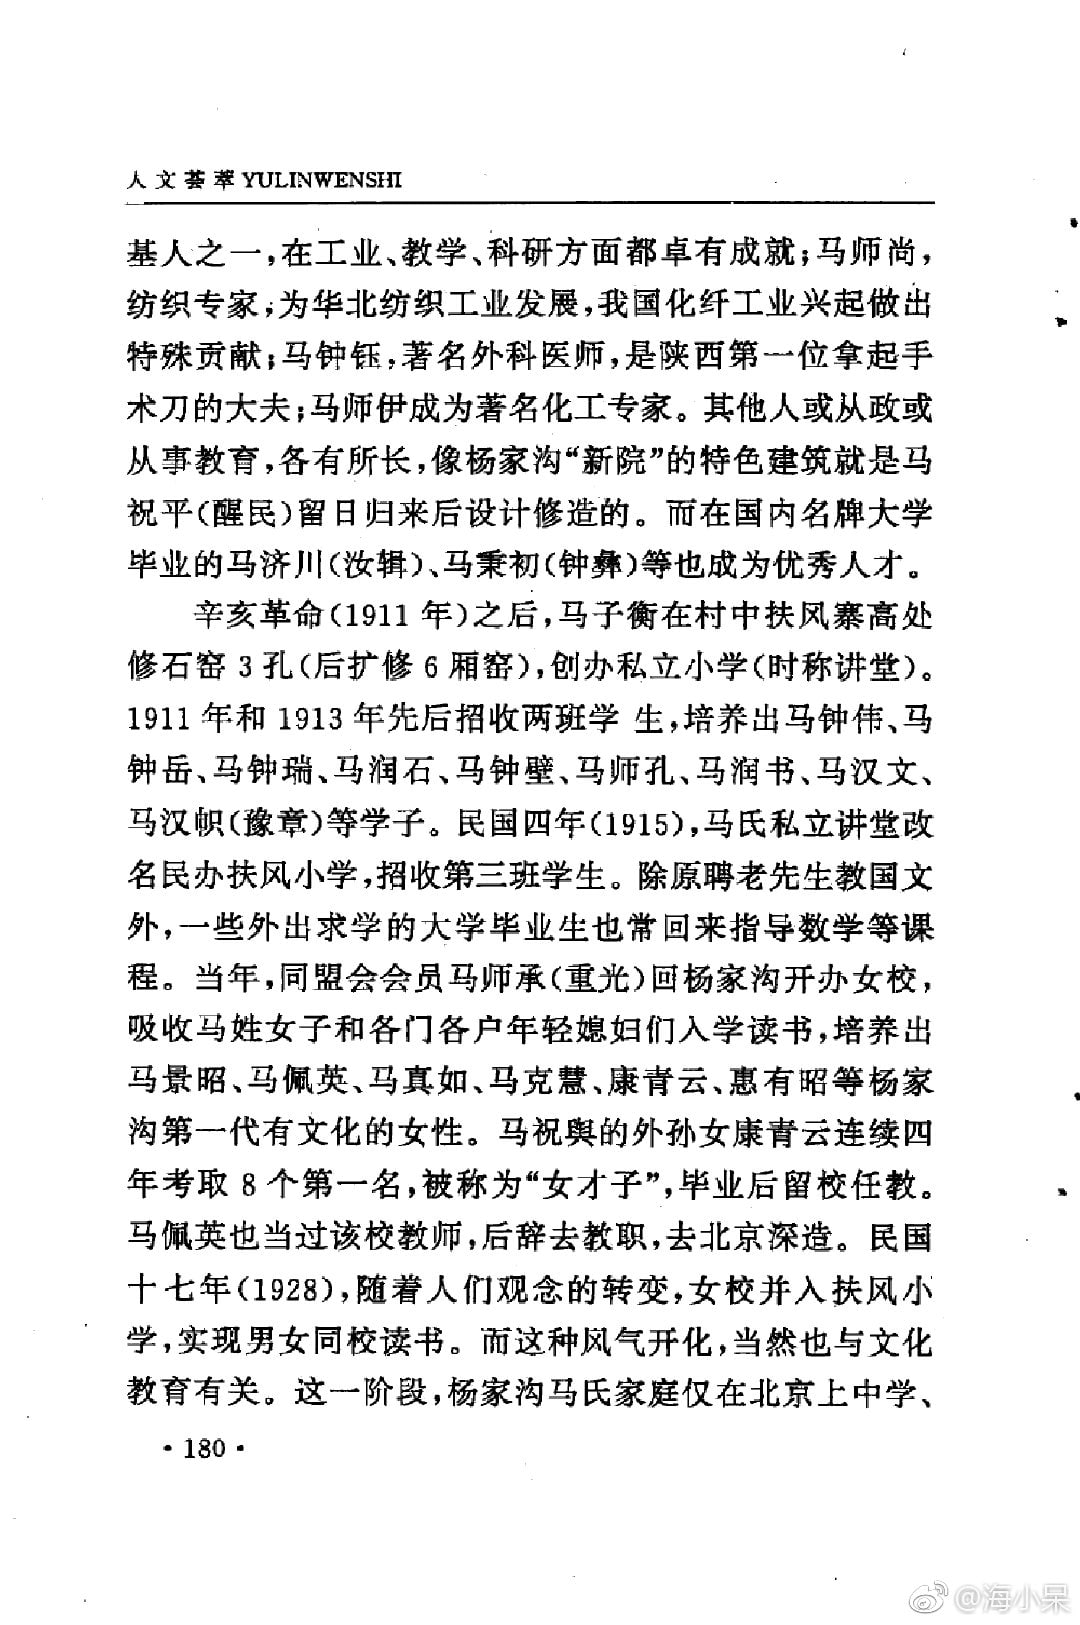 人文荟萃YULINWENSHI
基人之一，在工业、教学、科研方面都卓有成就；马师尚，
纺织专家，为华北纺织工业发展，我国化纤工业兴起做出
特殊贡献；马钟钰，著名外科医师，是陕西第一位拿起手
术刀的大夫；马师伊成为著名化工专家。其他人或从政或
从事教育，各有所长，像杨家沟“新院”的特色建筑就是马
祝平（醒民）留日归来后设计修造的。而在国内名牌大学
毕业的马济川（汝辑）、马秉初（钟彝）等也成为优秀人才。
辛亥革命（1911年）之后，马子衡在村中扶风寨高处
修石窑3孔（后扩修6厢窑），创办私立小学（时称讲堂）。
1911年和1913年先后招收两班学 生，培养出马钟伟、马
钟岳、马钟瑞、马润石、马钟壁、马师孔、马润书、马汉文、
马汉帜（豫章）等学子。民国四年（1915），马氏私立讲堂改
名民办扶风小学，招收第三班学生。除原聘老先生教国文
外，一些外出求学的大学毕业生也常回来指导数学等课
程。当年，同盟会会员马师承（重光）回杨家沟开办女校，
吸收马姓女子和各门各户年轻媳妇们入学读书，培养出
马景昭、马佩英、马真如、马克慧、康青云、惠有昭等杨家
沟第一代有文化的女性。马祝舆的外孙女康青云连续四
年考取8个第一名，被称为“女才子”，毕业后留校任教。
马佩英也当过该校教师，后辞去教职，去北京深造。民国
十七年（1928），随着人们观念的转变，女校并入扶风小
学，实现男女同校读书。而这种风气开化，当然也与文化
教育有关。这一阶段，杨家沟马氏家庭仅在北京上中学、
·180·
@海小呆